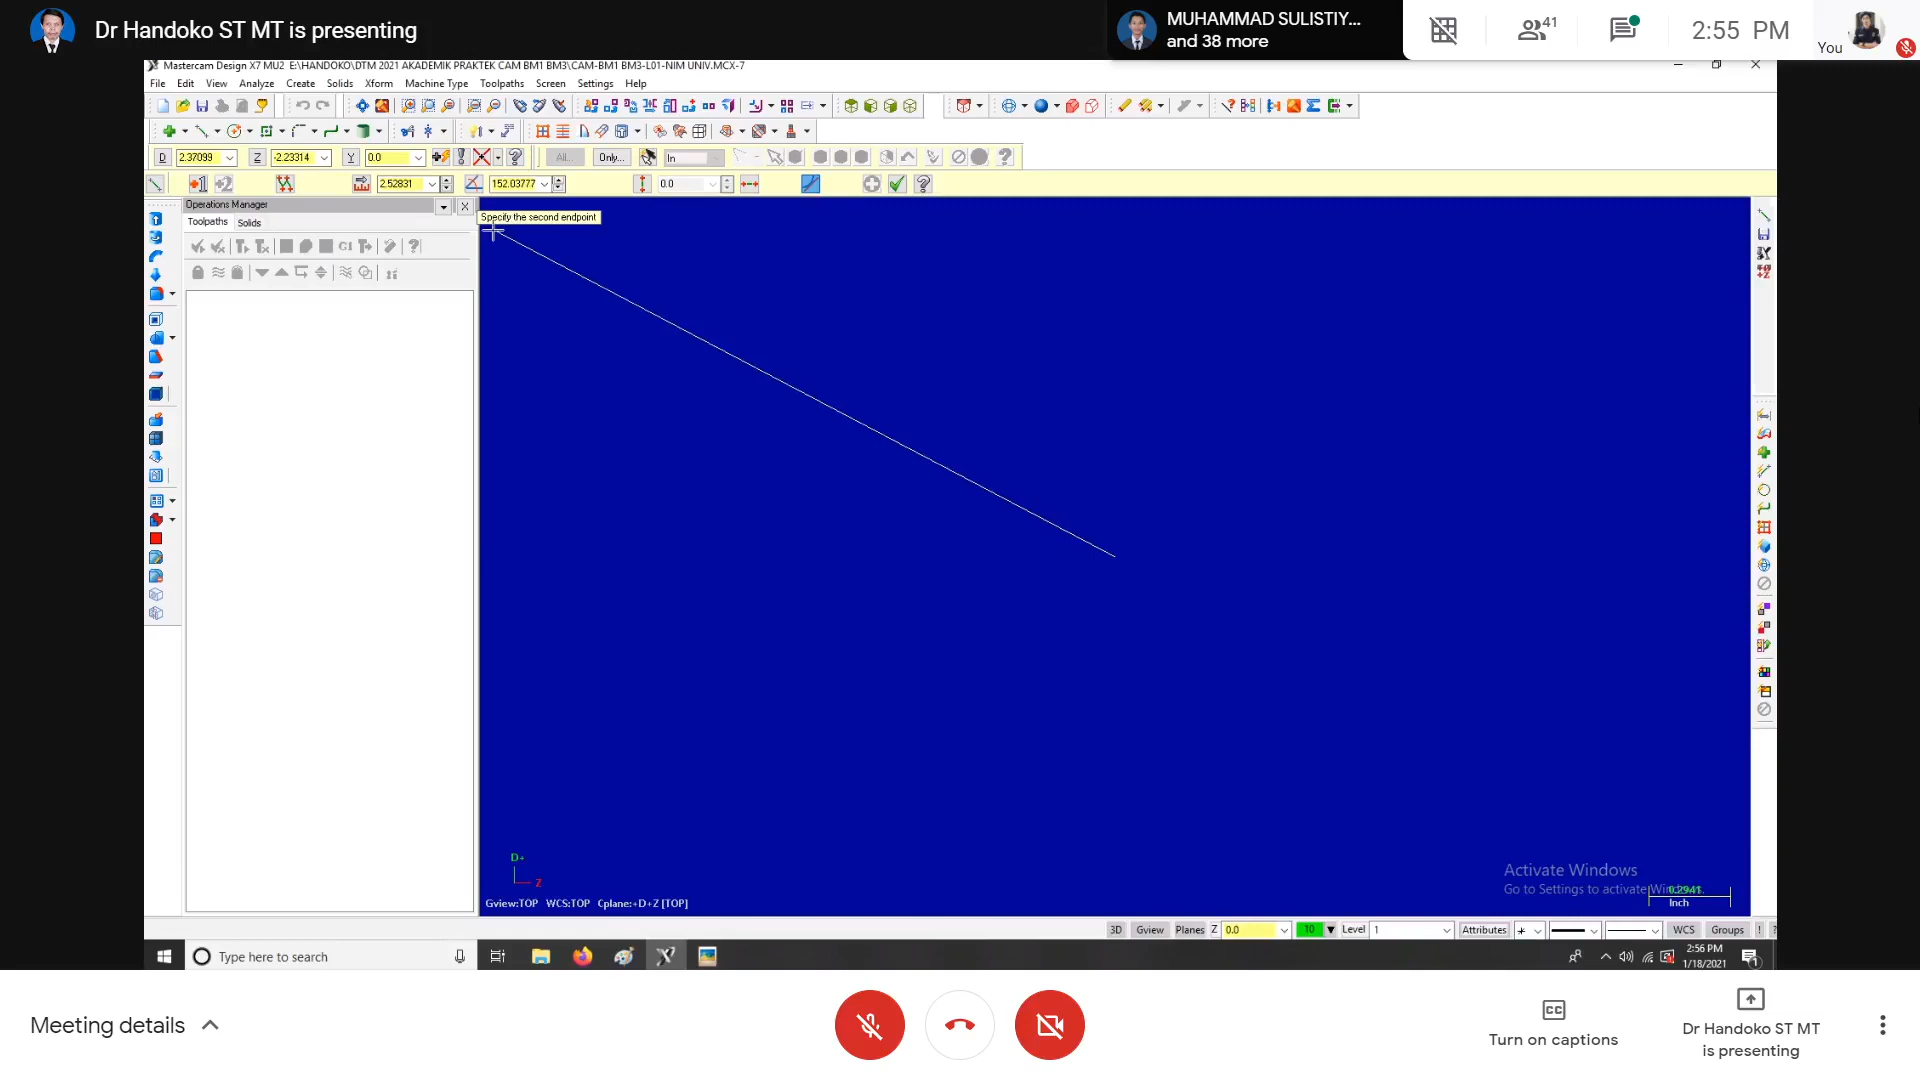 Dr Handoko ST MT is presenting
MUHAMMAD SULISTIY...
and 38 more
41
2:55 PM
You
Mastercam Design X7 MU2 E:\HANDOKO\DTM 2021 AKADEMIK PRAKTEK CAM BM1 BM3\CAM-BM1 BM3-L01-NIM UNIV.MCX-7
File Edit View Analyze Create Solids Xform Machine Type Toolpaths Screen Settings Help
D 2.37099 Z -2.23314 Y 0.0 All... Only... In
+1 +2 2.52831 152.03777 0.0
Operations Manager
Toolpaths Solids
G1
Specify the second endpoint
D+
Z
Gview:TOP WCS:TOP Cplane:+D+Z [TOP]
Activate Windows
Go to Settings to activate Windows.
0.2941
Inch
3D Gview Planes Z 0.0 10 Level 1 Attributes WCS Groups ! ?
Type here to search
2:56 PM
1/18/2021
Meeting details
Turn on captions
Dr Handoko ST MT
is presenting